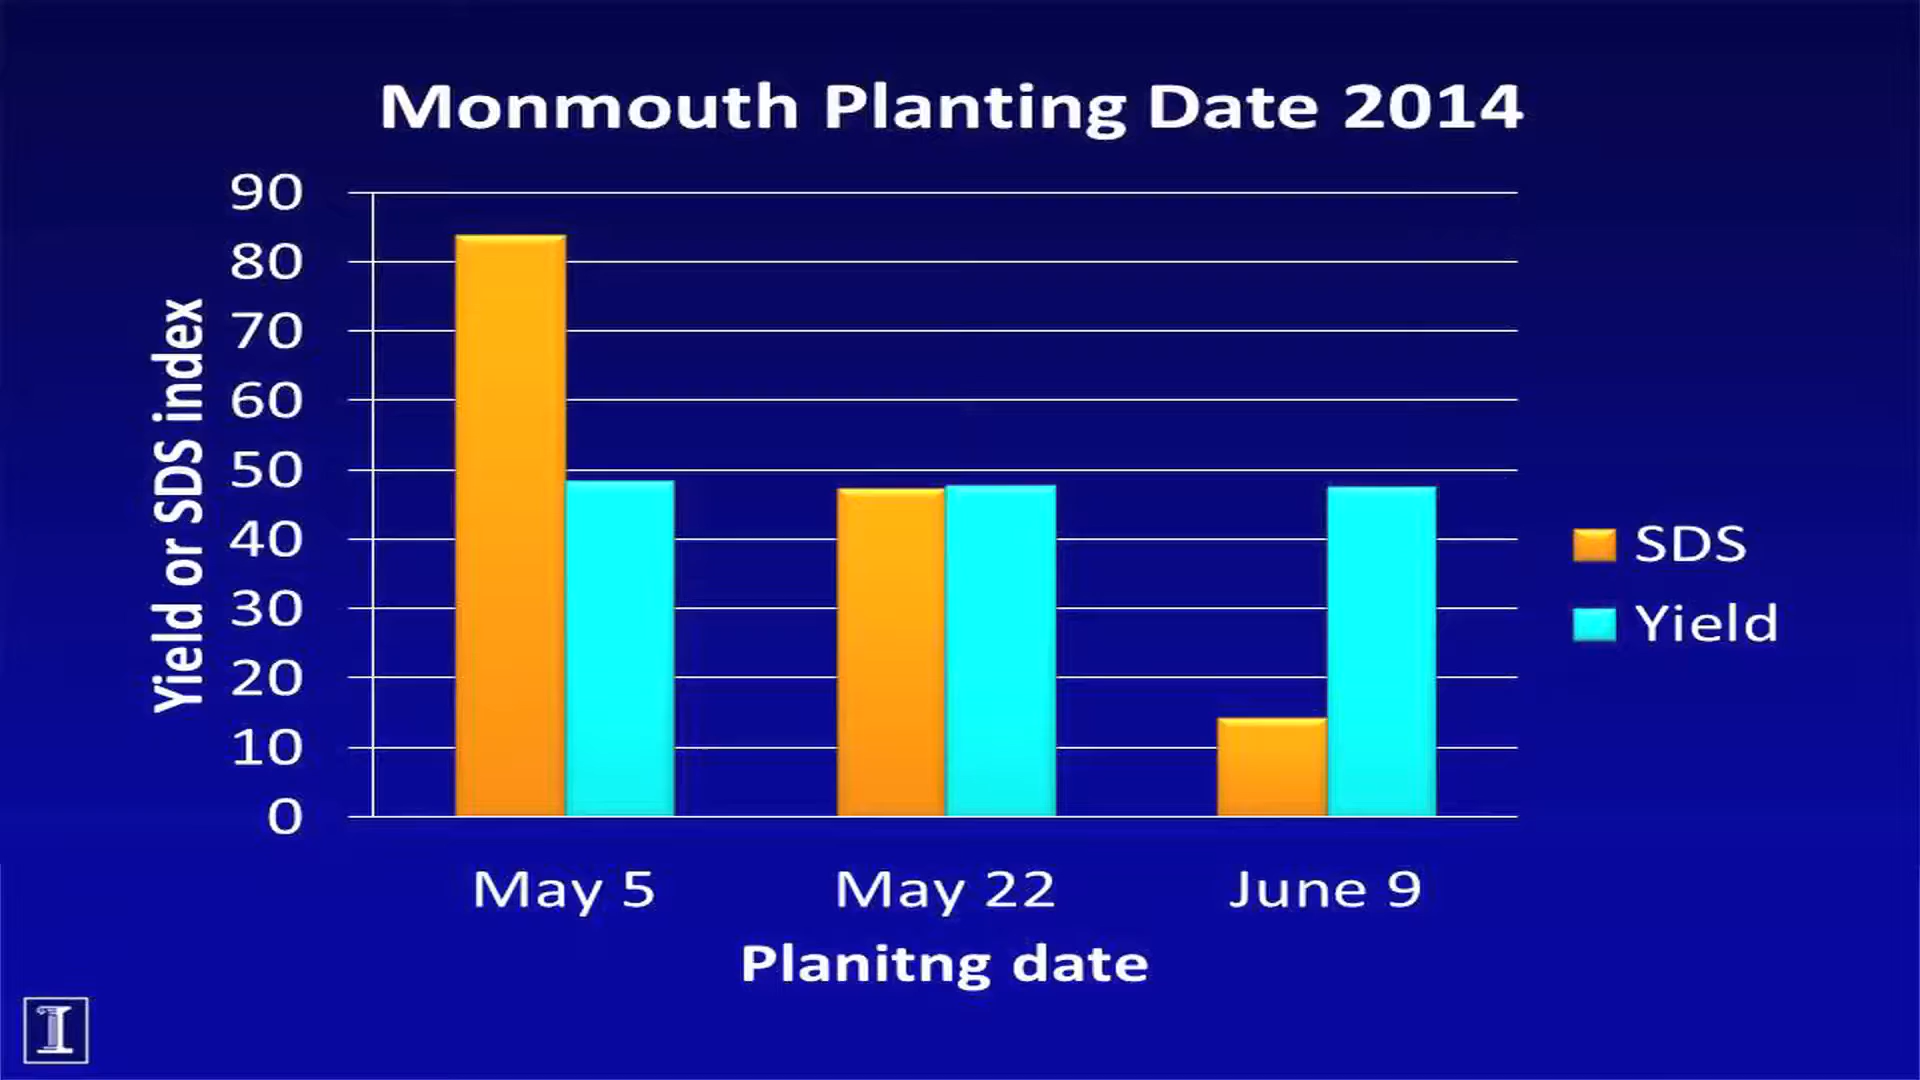 Monmouth Planting Date 2014
90
80
70
60
50
40
30
20
10
0
Yield or SDS index
SDS
Yield
May 5
May 22
June 9
Planitng date
I